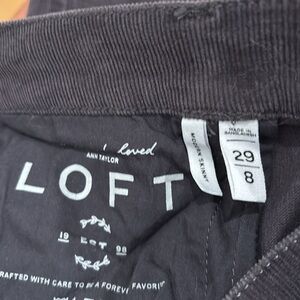 loved
ANN TAYLOR
LOFT
19 EST 98
CRAFTED WITH CARE TO BE A FOREVER FAVORITE
MODERN SKINNY
MADE IN
BANGLADESH
29
8